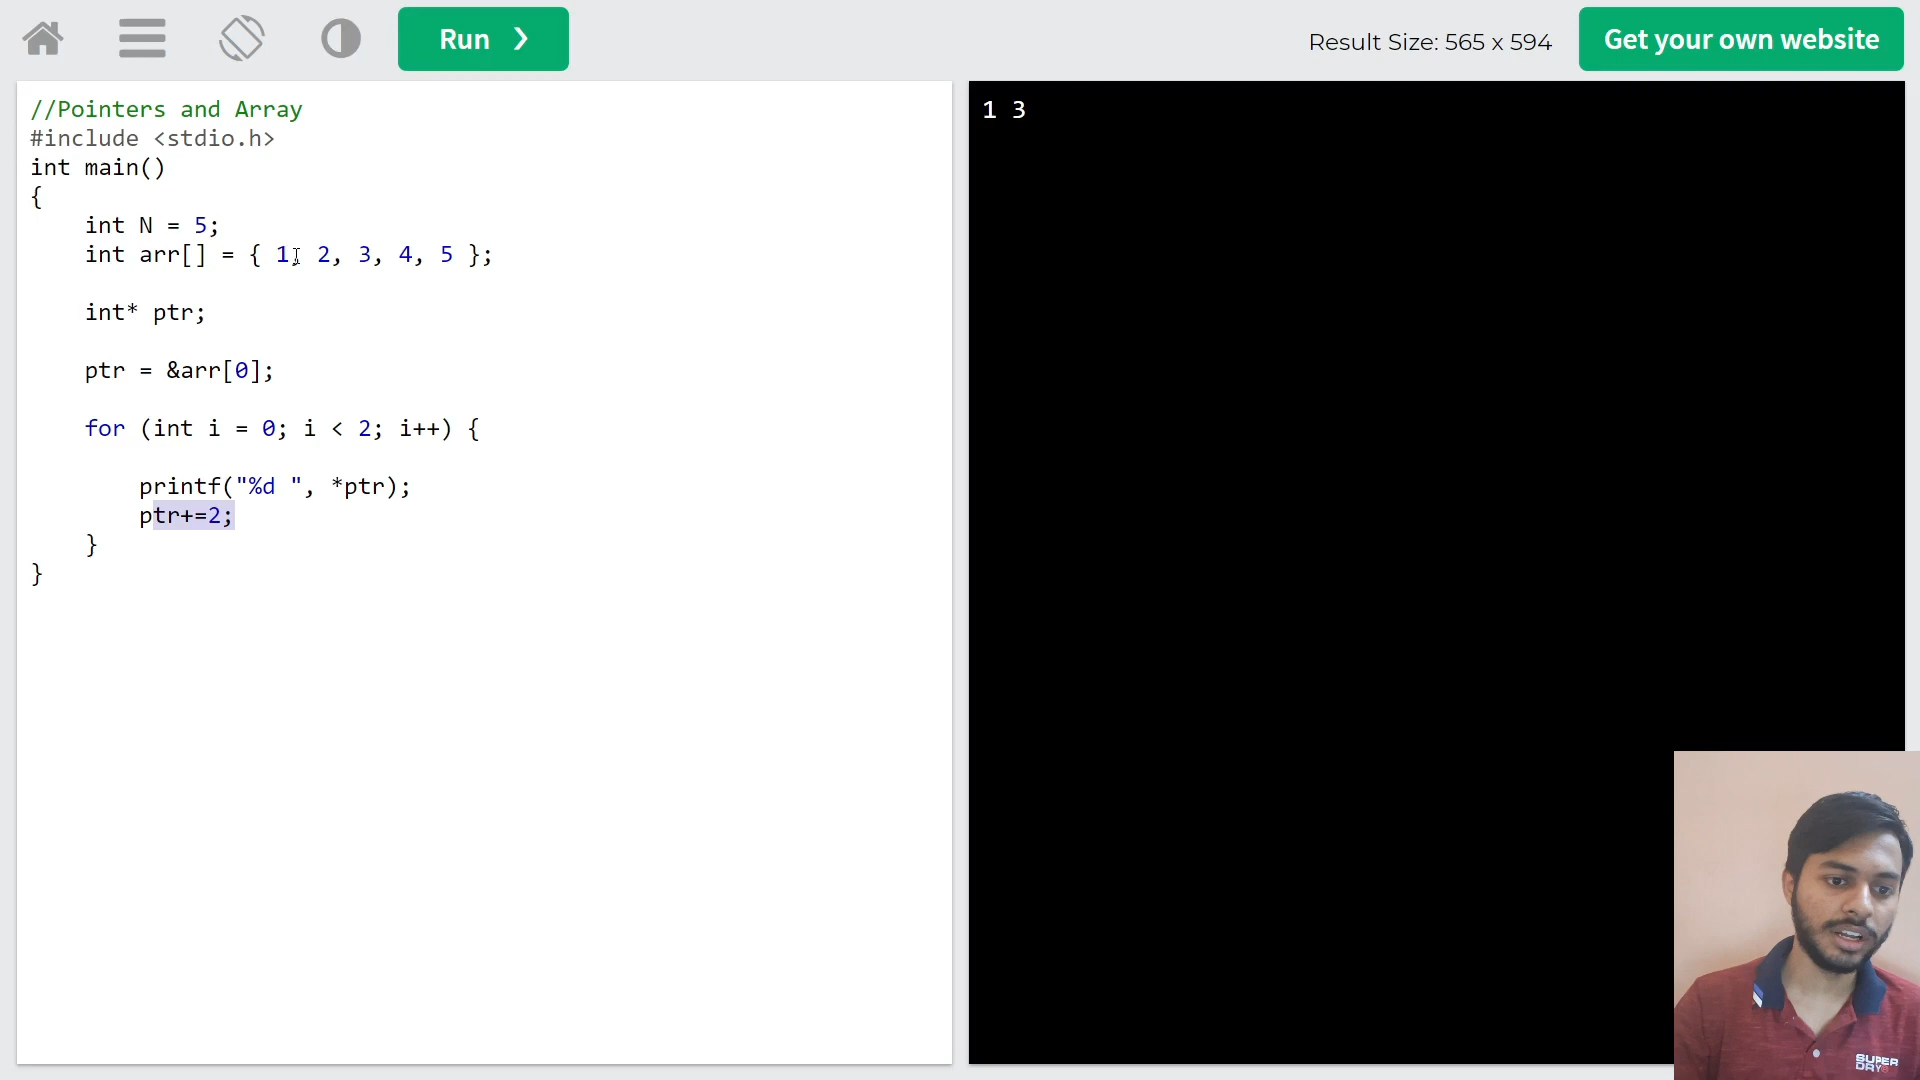 Run ❯
Result Size: 565 x 594
Get your own website
//Pointers and Array
#include <stdio.h>
int main()
{
    int N = 5;
    int arr[] = { 1, 2, 3, 4, 5 };
    int* ptr;
    ptr = &arr[0];
    for (int i = 0; i < 2; i++) {
        printf("%d ", *ptr);
        ptr+=2;
    }
}
1 3
SUPER
DRY